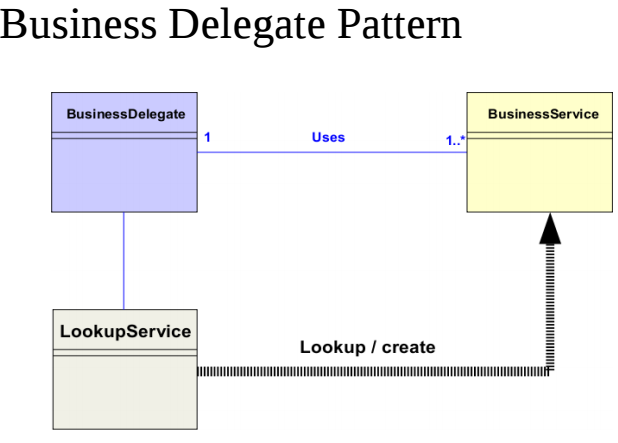 Business Delegate Pattern
BusinessDelegate
BusinessService
1
Uses
1..*
LookupService
Lookup / create